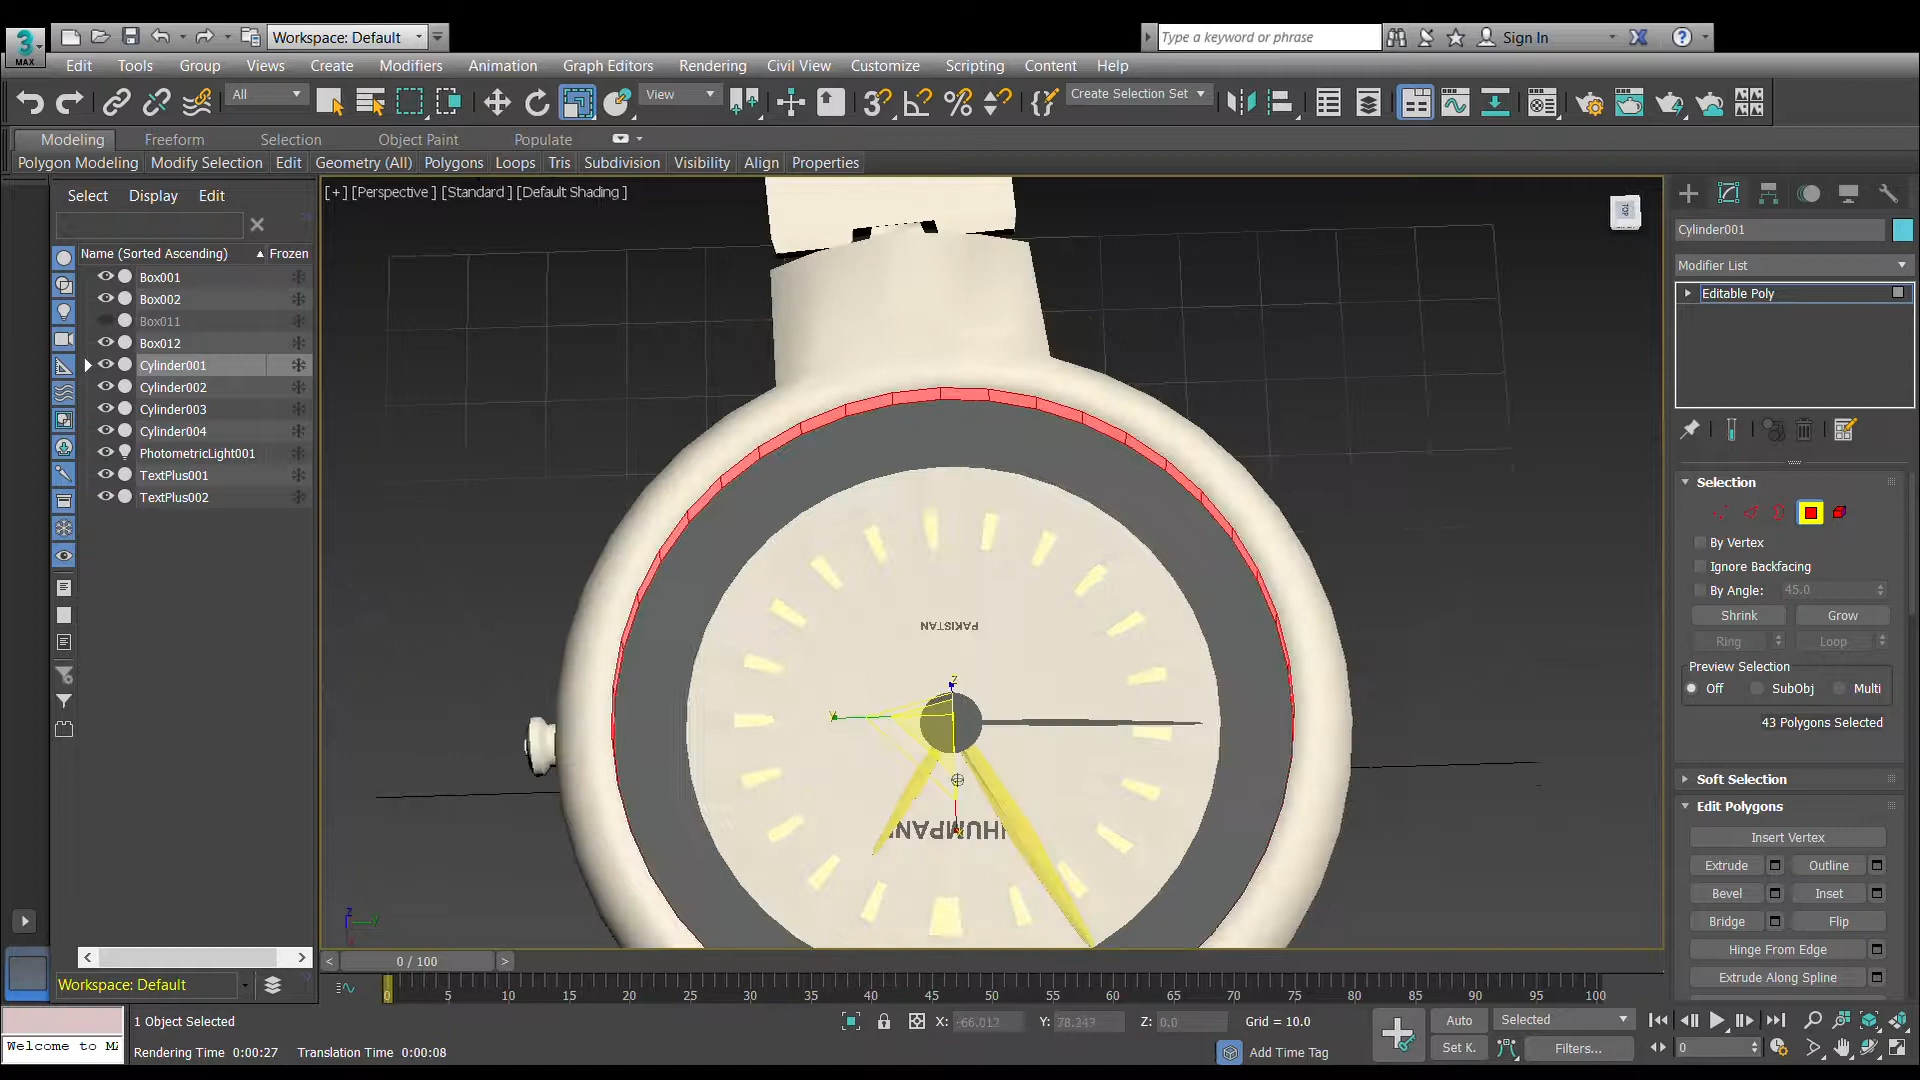 3
MAX
Workspace: Default
Type a keyword or phrase
Sign In
Edit Tools Group Views Create Modifiers Animation Graph Editors Rendering Civil View Customize Scripting Content Help
All
View
Create Selection Set
Modeling Freeform Selection Object Paint Populate
Polygon Modeling Modify Selection Edit Geometry (All) Polygons Loops Tris Subdivision Visibility Align Properties
Select Display Edit
Name (Sorted Ascending) Frozen
Box001
Box002
Box011
Box012
Cylinder001
Cylinder002
Cylinder003
Cylinder004
PhotometricLight001
TextPlus001
TextPlus002
Workspace: Default
[+] [Perspective ] [Standard ] [Default Shading ]
TOP
PAKISTAN
z
y
HUMPAN
z
y
Cylinder001
Modifier List
Editable Poly
Selection
By Vertex
Ignore Backfacing
By Angle: 45.0
Shrink Grow
Ring Loop
Preview Selection
Off SubObj Multi
43 Polygons Selected
Soft Selection
Edit Polygons
Insert Vertex
Extrude Outline
Bevel Inset
Bridge Flip
Hinge From Edge
Extrude Along Spline
< 0 / 100 >
0 5 10 15 20 25 30 35 40 45 50 55 60 65 70 75 80 85 90 95 100
1 Object Selected
X: -66.012 Y: 78.243 Z: 0.0 Grid = 10.0
Auto Selected
Welcome to MA
Rendering Time 0:00:27 Translation Time 0:00:08
Add Time Tag
Set K. Filters...
0